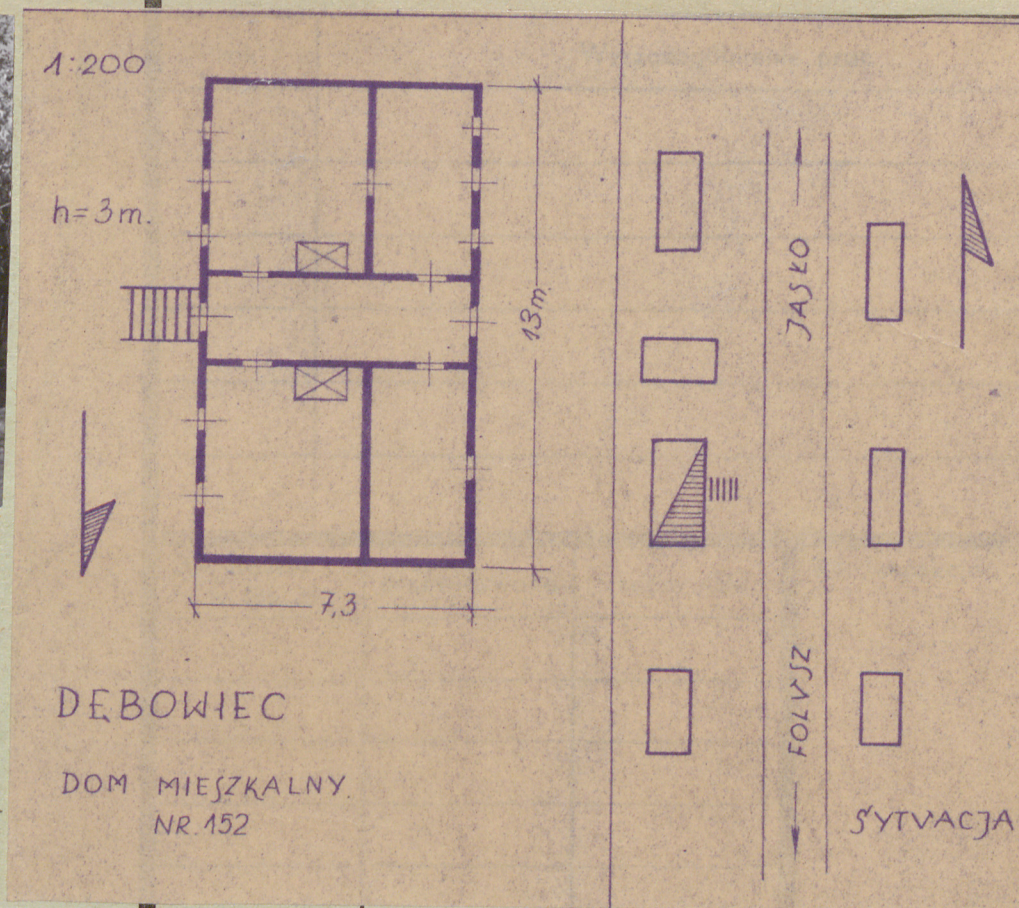 1:200
h=3m.
13m.
7,3
DĘBOWIEC
DOM MIESZKALNY.
NR. 152
JASŁO
FOLVSZ
SYTVACJA